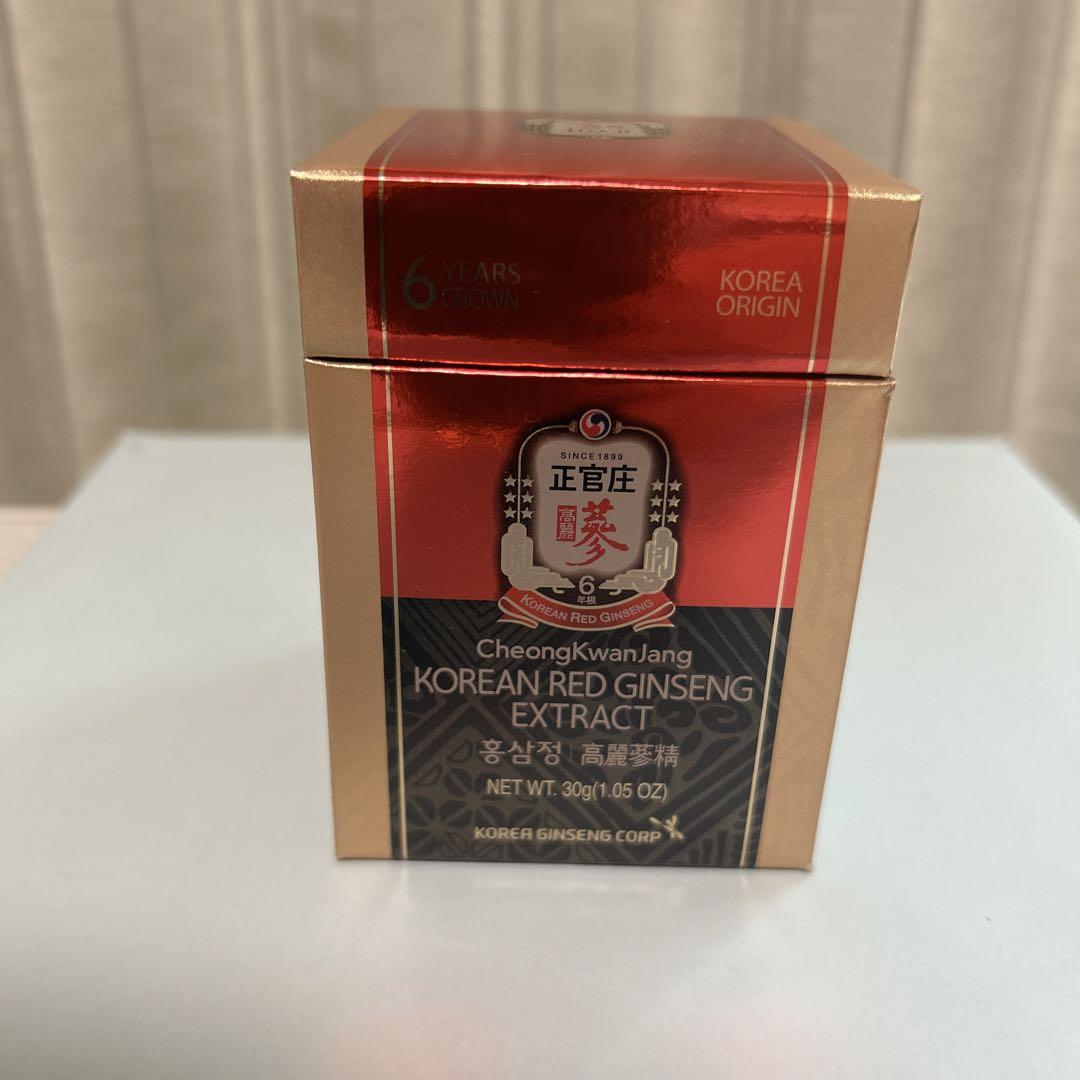 6 YEARS GROWN
KOREA
ORIGIN
SINCE 1899
正官庄
高麗
蔘
6
年根
KOREAN RED GINSENG
CheongKwanJang
KOREAN RED GINSENG
EXTRACT
홍삼정 | 高麗蔘精
NET WT. 30g(1.05 OZ)
KOREA GINSENG CORP